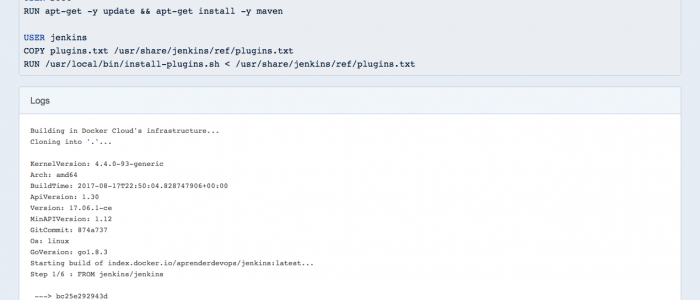 RUN apt-get -y update && apt-get install -y maven
USER jenkins
COPY plugins.txt /usr/share/jenkins/ref/plugins.txt
RUN /usr/local/bin/install-plugins.sh < /usr/share/jenkins/ref/plugins.txt
Logs
Building in Docker Cloud's infrastructure...
Cloning into '.'...
KernelVersion: 4.4.0-93-generic
Arch: amd64
BuildTime: 2017-08-17T22:50:04.828747906+00:00
ApiVersion: 1.30
Version: 17.06.1-ce
MinAPIVersion: 1.12
GitCommit: 874a737
Os: linux
GoVersion: go1.8.3
Starting build of index.docker.io/aprenderdevops/jenkins:latest...
Step 1/6 : FROM jenkins/jenkins
---> bc25e292943d